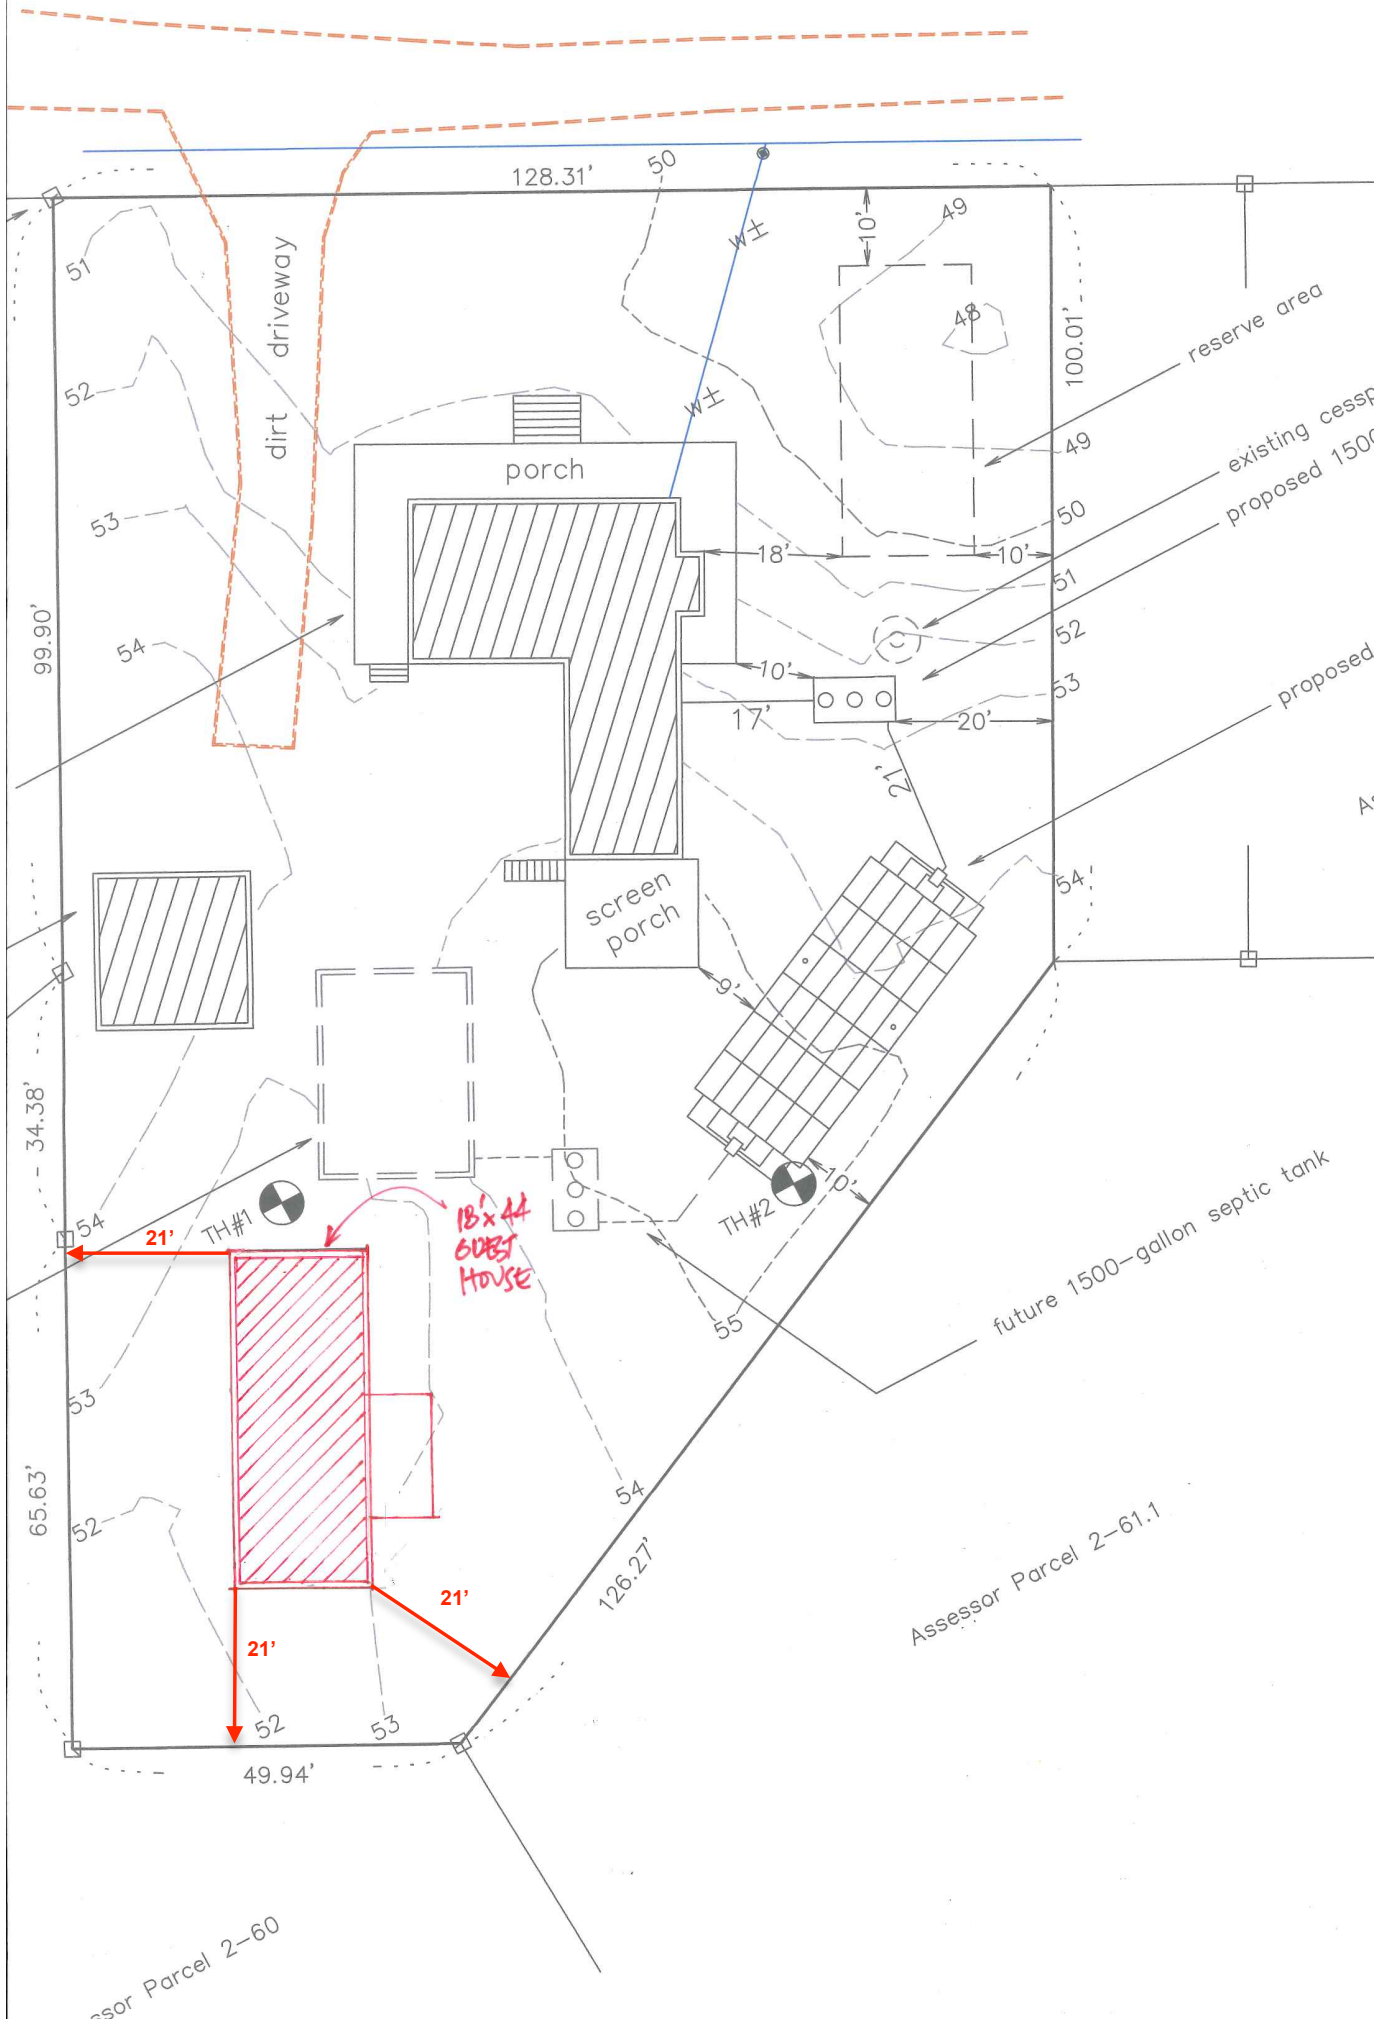 128.31'
50
49
51
W±
10'
dirt driveway
48
100.01'
reserve area
52
W±
existing cessp
proposed 1500
49
porch
50
53
18'
10'
51
99.90'
52
54
10'
53
proposed
17'
20'
21'
54
screen
porch
9'
34.38'
10'
TH#1
TH#2
54
21'
18'x44
GUEST
HOUSE
future 1500-gallon septic tank
55
53
65.63'
52
54
126.27'
Assessor Parcel 2-61.1
21'
21'
52
53
49.94'
ssor Parcel 2-60